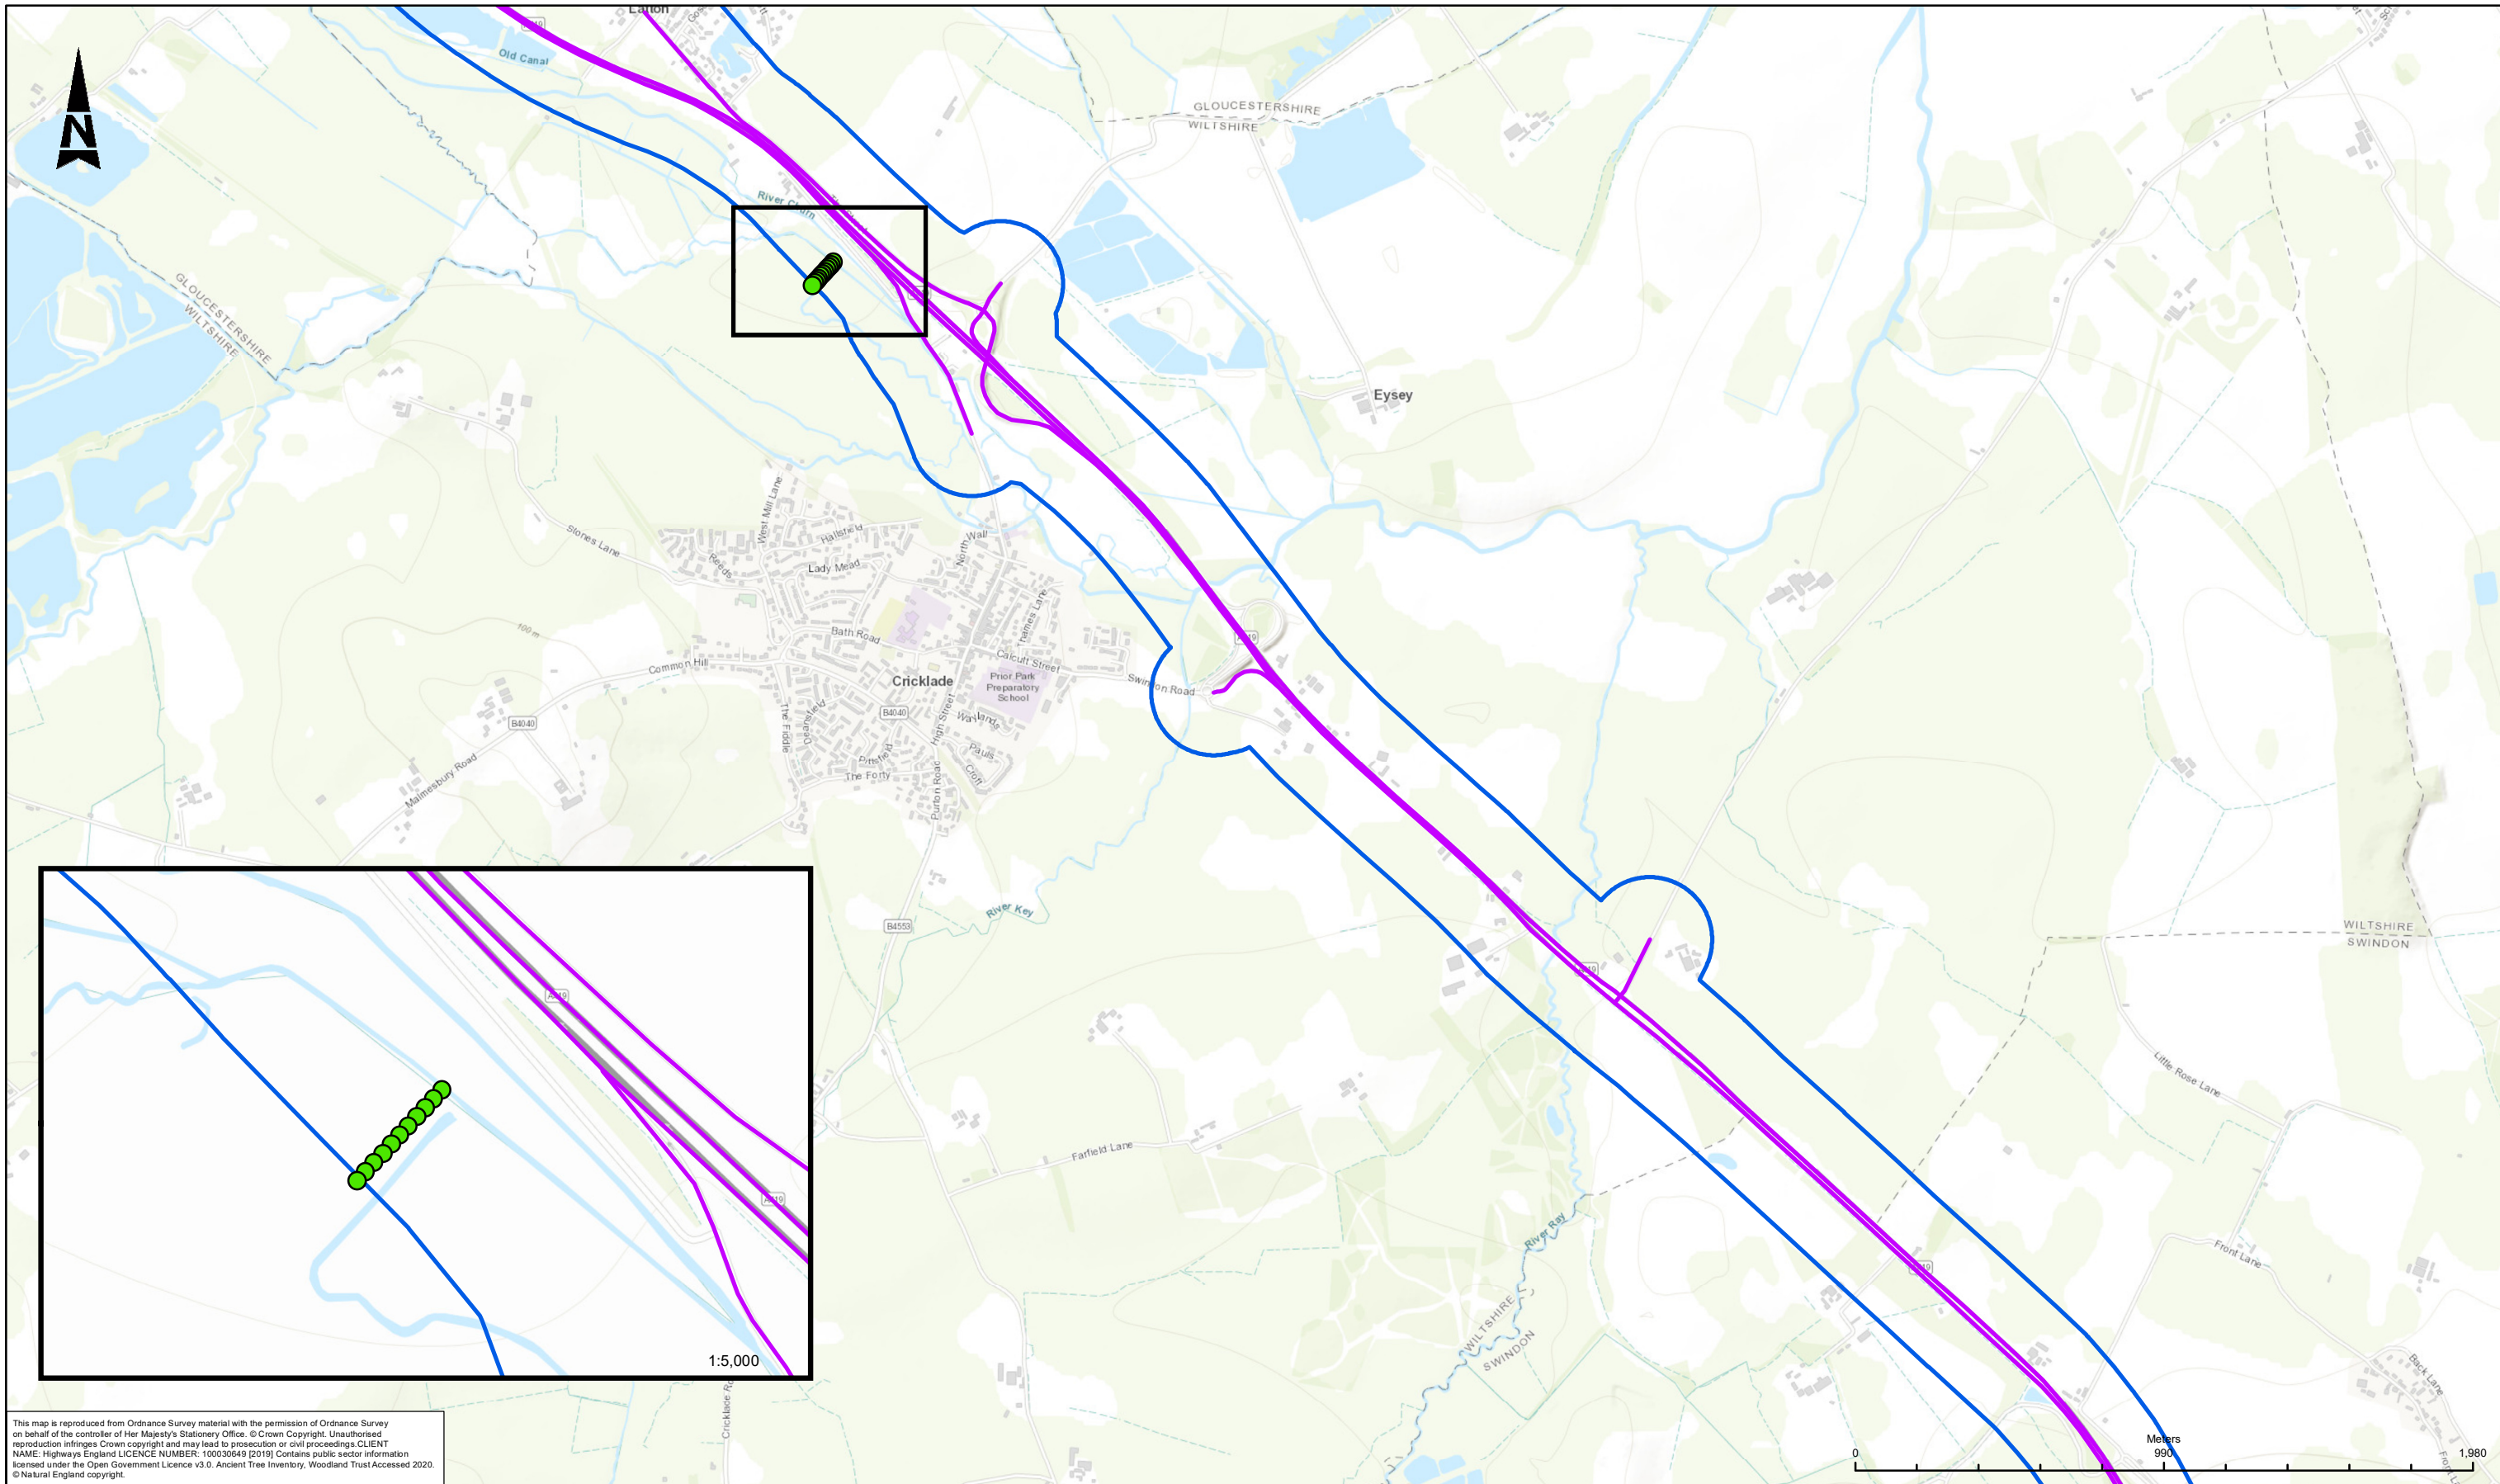 Latton
Old Canal
N
GLOUCESTERSHIRE
WILTSHIRE
River Churn
GLOUCESTERSHIRE
WILTSHIRE
Eysey
West Mill Lane
Stones Lane
Hallsfield
North Wall
Reeds
Lady Mead
Thames Lane
100 m
Bath Road
A419
Calcutt Street
Common Hill
Cricklade
Prior Park
Preparatory
School
Swindon Road
B4040
B4040
High Street
The Fiddle
Deansfield
Pittsfield
Pauls
Croft
The Forty
Malmesbury Road
Purton Road
River Key
B4553
WILTSHIRE
SWINDON
A419
A419
A419
Little Rose Lane
Farfield Lane
River Ray
Front Lane
A419
WILTSHIRE
SWINDON
Back Lane
1:5,000
Meters
0
990
1,980
This map is reproduced from Ordnance Survey material with the permission of Ordnance Survey
on behalf of the controller of Her Majesty's Stationery Office. © Crown Copyright. Unauthorised
reproduction infringes Crown copyright and may lead to prosecution or civil proceedings.CLIENT
NAME: Highways England LICENCE NUMBER: 100030649 [2019] Contains public sector information
licensed under the Open Government Licence v3.0. Ancient Tree Inventory, Woodland Trust Accessed 2020.
© Natural England copyright.